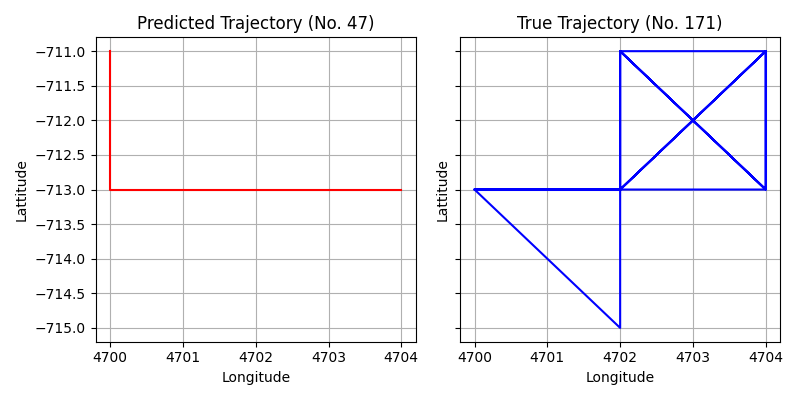 Predicted Trajectory (No. 47)
True Trajectory (No. 171)
−711.0
−711.5
−712.0
−712.5
−713.0
−713.5
−714.0
−714.5
−715.0
Lattitude
Lattitude
4700 4701 4702 4703 4704
4700 4701 4702 4703 4704
Longitude
Longitude